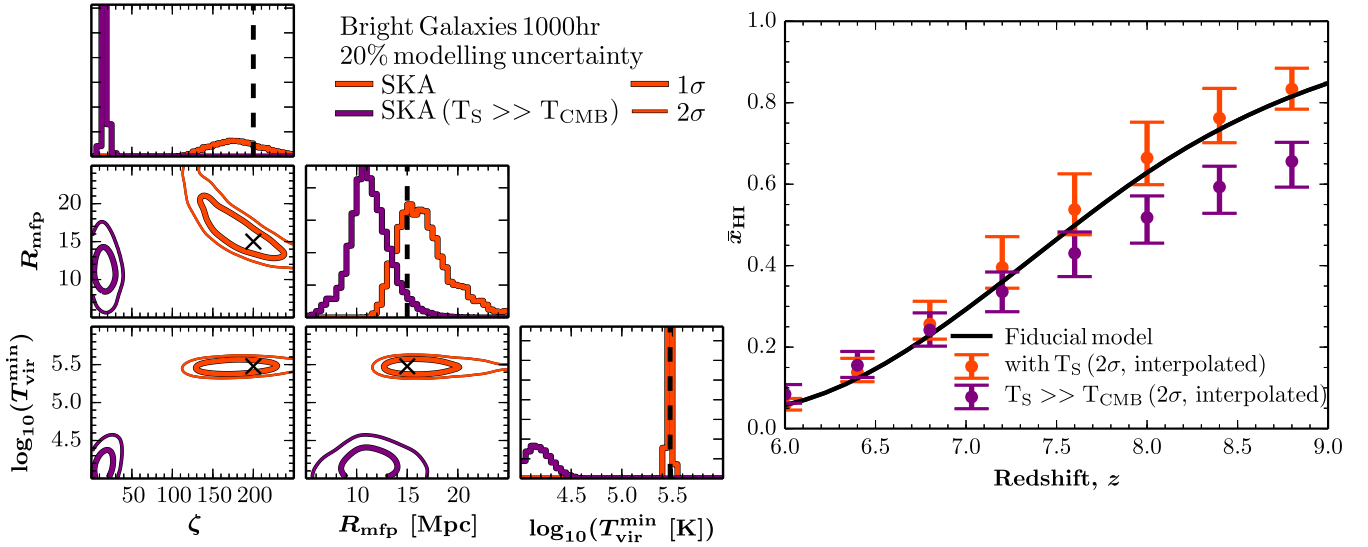 Bright Galaxies 1000hr
20% modelling uncertainty
SKA
1σ
SKA (T_S >> T_CMB)
2σ
20
15
10
R_mfp
5.5
5.0
4.5
log₁₀(T_vir^min)
50 100 150 200
ζ
10 15 20
R_mfp [Mpc]
4.5 5.0 5.5
log₁₀(T_vir^min [K])
1.0
0.8
0.6
0.4
0.2
0.0
x̄_HI
Fiducial model
with T_S (2σ, interpolated)
T_S >> T_CMB (2σ, interpolated)
6.0 6.5 7.0 7.5 8.0 8.5 9.0
Redshift, z